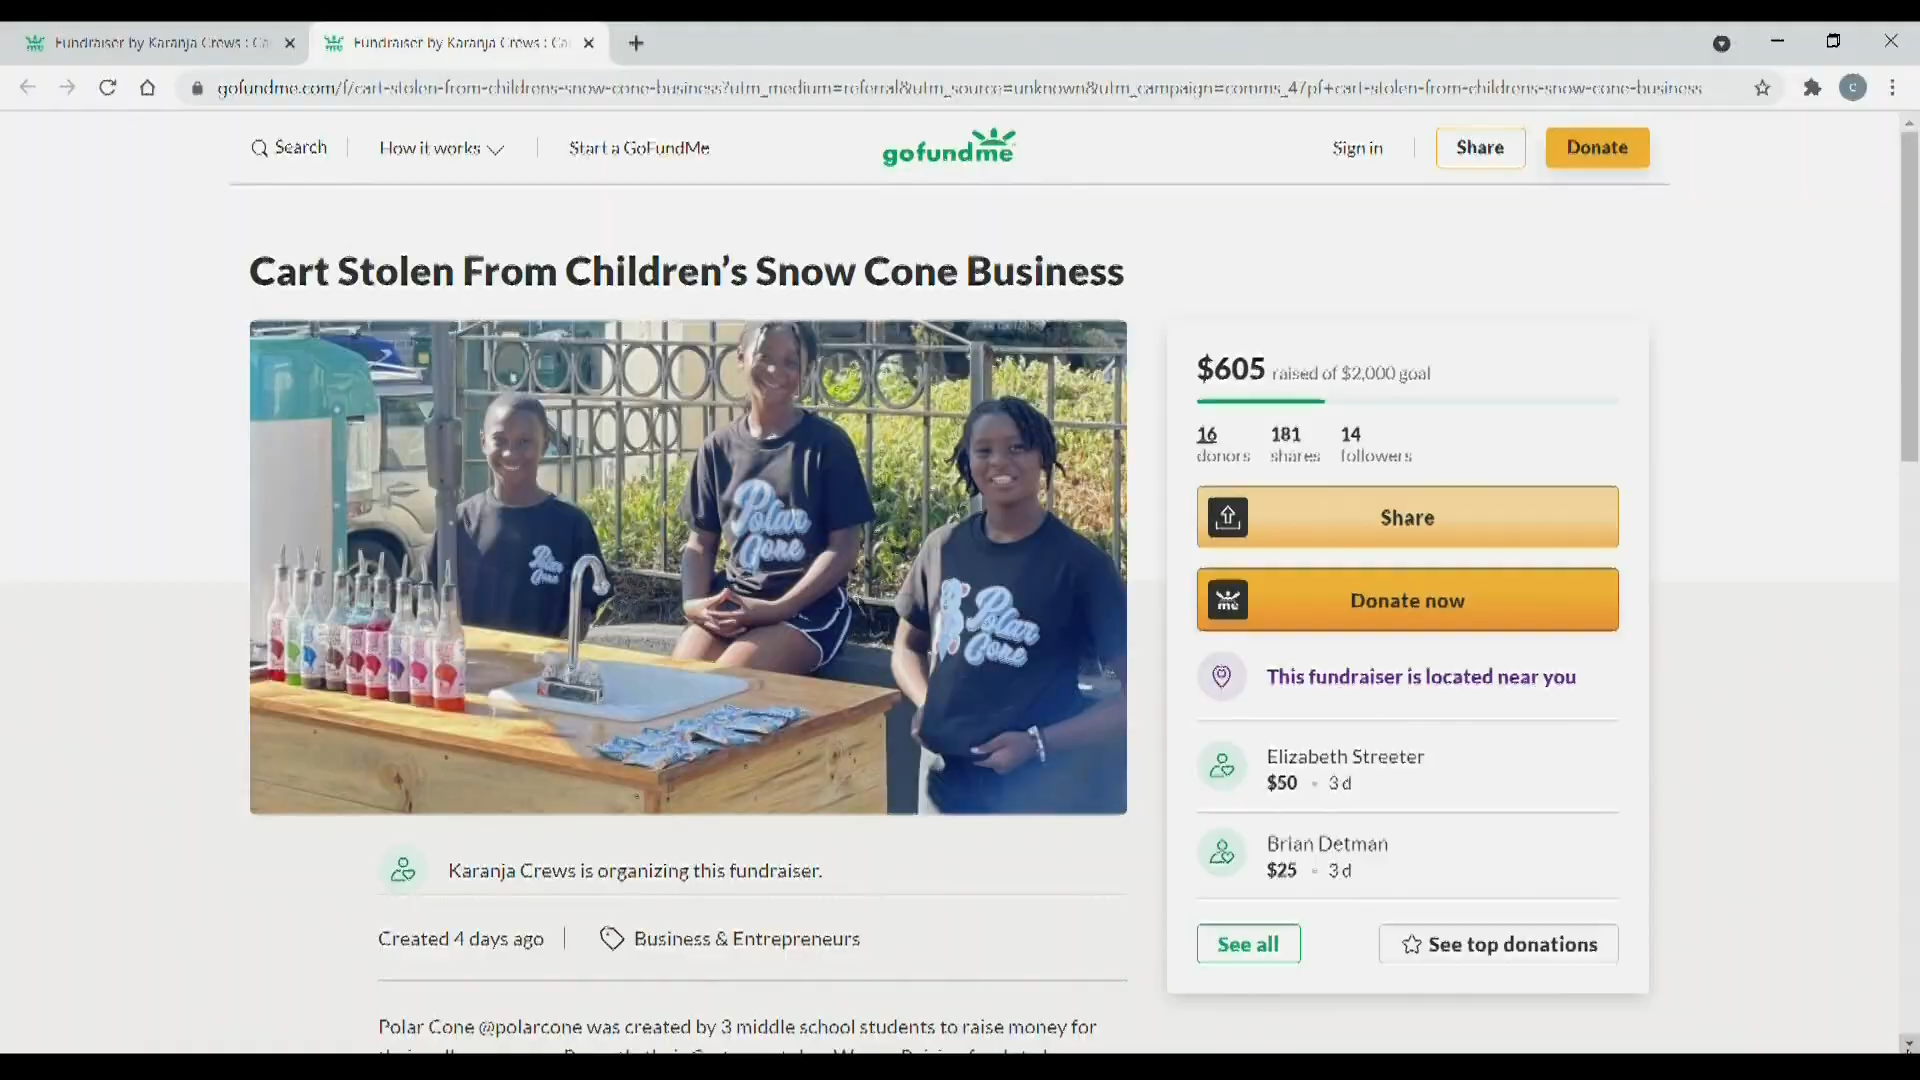 Fundraiser by Karanja Crews : Ca
Fundraiser by Karanja Crews : Ca
gofundme.com/f/cart-stolen-from-childrens-snow-cone-business?utm_medium=referral&utm_source=unknown&utm_campaign=comms_47pf+cart-stolen-from-childrens-snow-cone-business
C
Search
How it works
Start a GoFundMe
gofundme
Sign in
Share
Donate
Cart Stolen From Children's Snow Cone Business
Polar Cone
Polar Cone
Polar Cone
$605 raised of $2,000 goal
16 donors
181 shares
14 followers
Share
me
Donate now
This fundraiser is located near you
Elizabeth Streeter
$50 • 3 d
Brian Detman
$25 • 3 d
See all
See top donations
Karanja Crews is organizing this fundraiser.
Created 4 days ago
Business & Entrepreneurs
Polar Cone @polarcone was created by 3 middle school students to raise money for